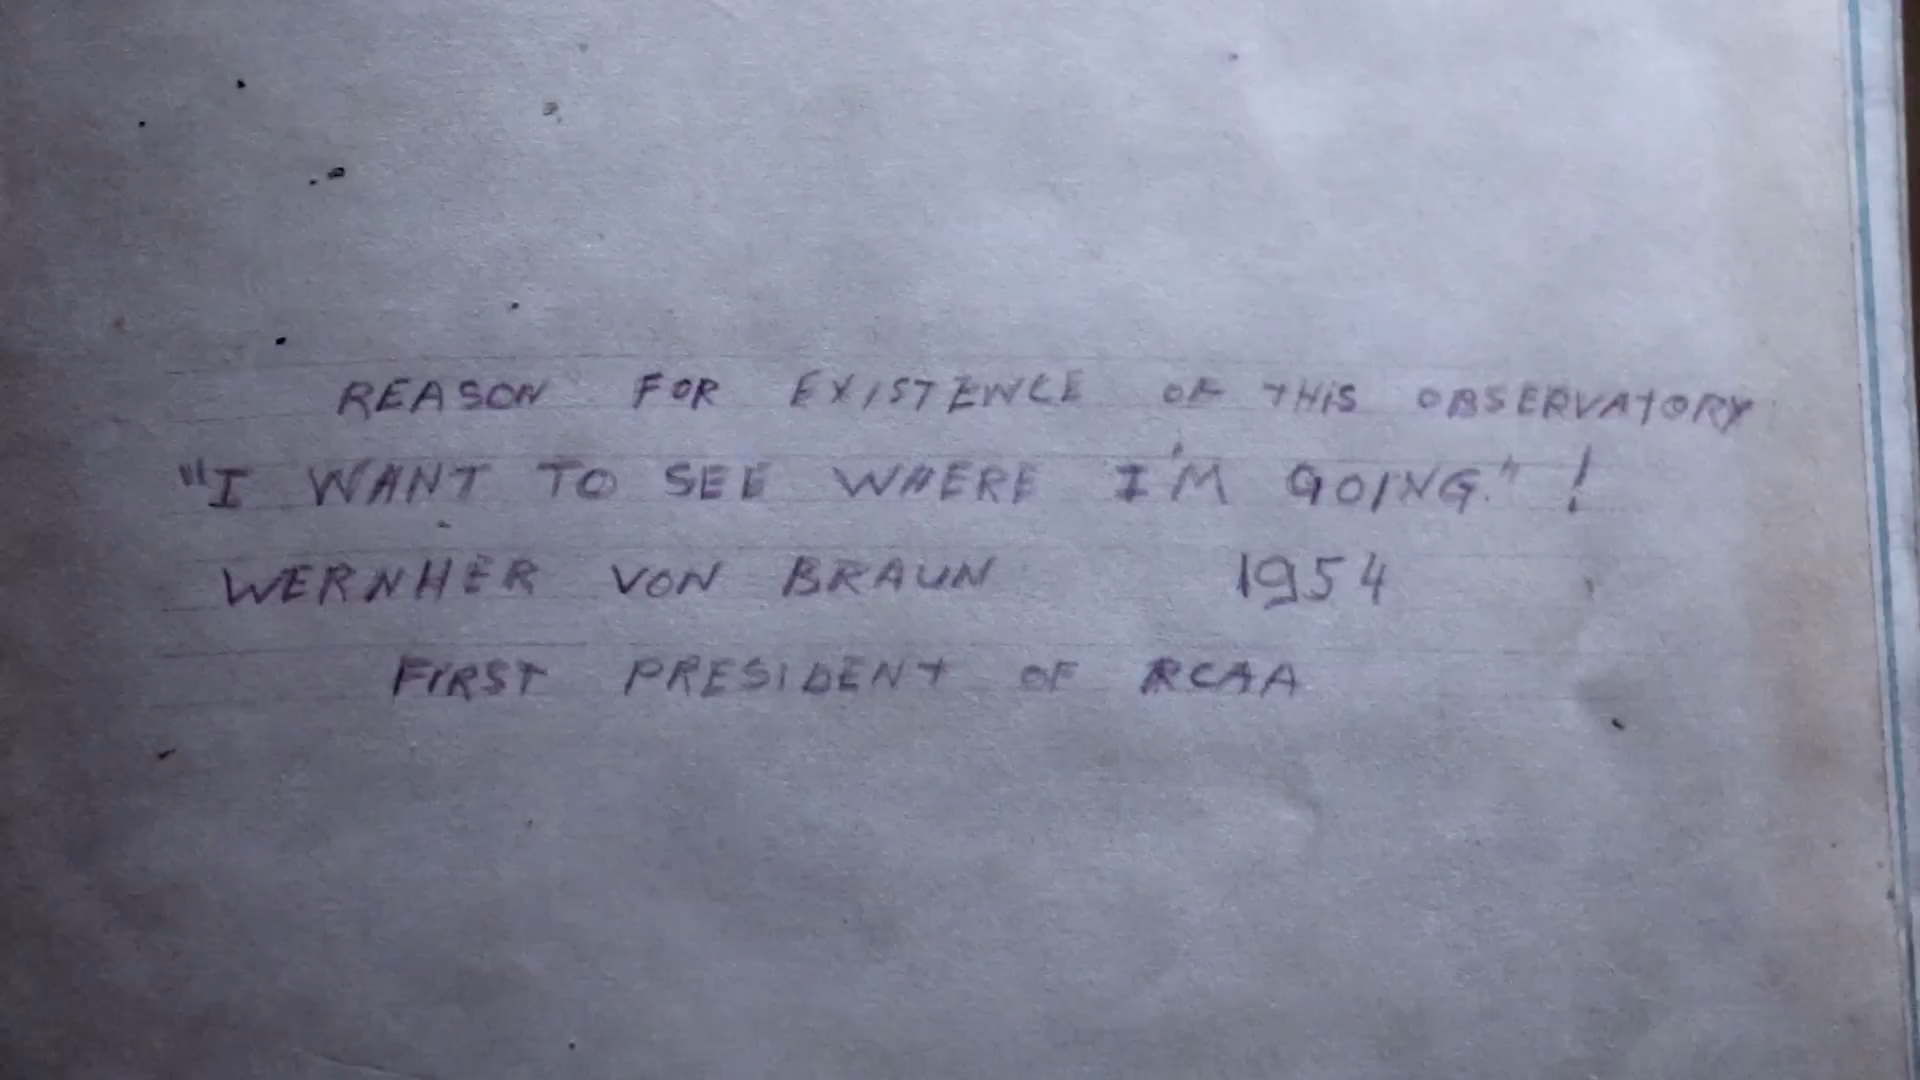 REASON FOR EXISTENCE OF THIS OBSERVATORY
"I WANT TO SEE WHERE I'M GOING." !
WERNHER VON BRAUN 1954
FIRST PRESIDENT OF RCAA